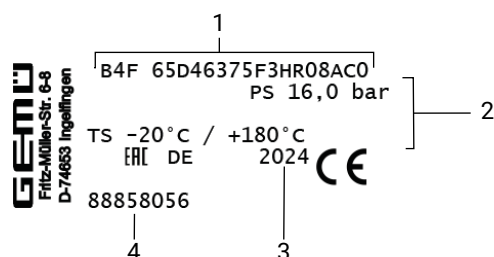 1
B4F 65D46375F3HR08AC0
PS 16,0 bar
2
TS -20°C / +180°C
EAC DE 2024 CE
88858056
4
3
GEMÜ
Fritz-Müller-Str. 6-8
D-74653 Ingelfingen